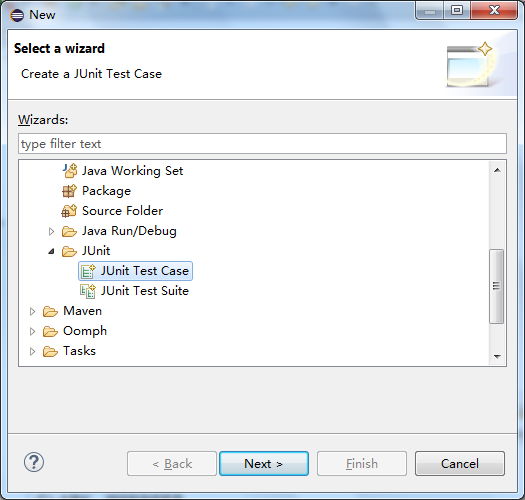 New
Select a wizard
Create a JUnit Test Case
Wizards:
type filter text
Java Working Set
Package
Source Folder
Java Run/Debug
JUnit
JUnit Test Case
JUnit Test Suite
Maven
Oomph
Tasks
? < Back Next > Finish Cancel